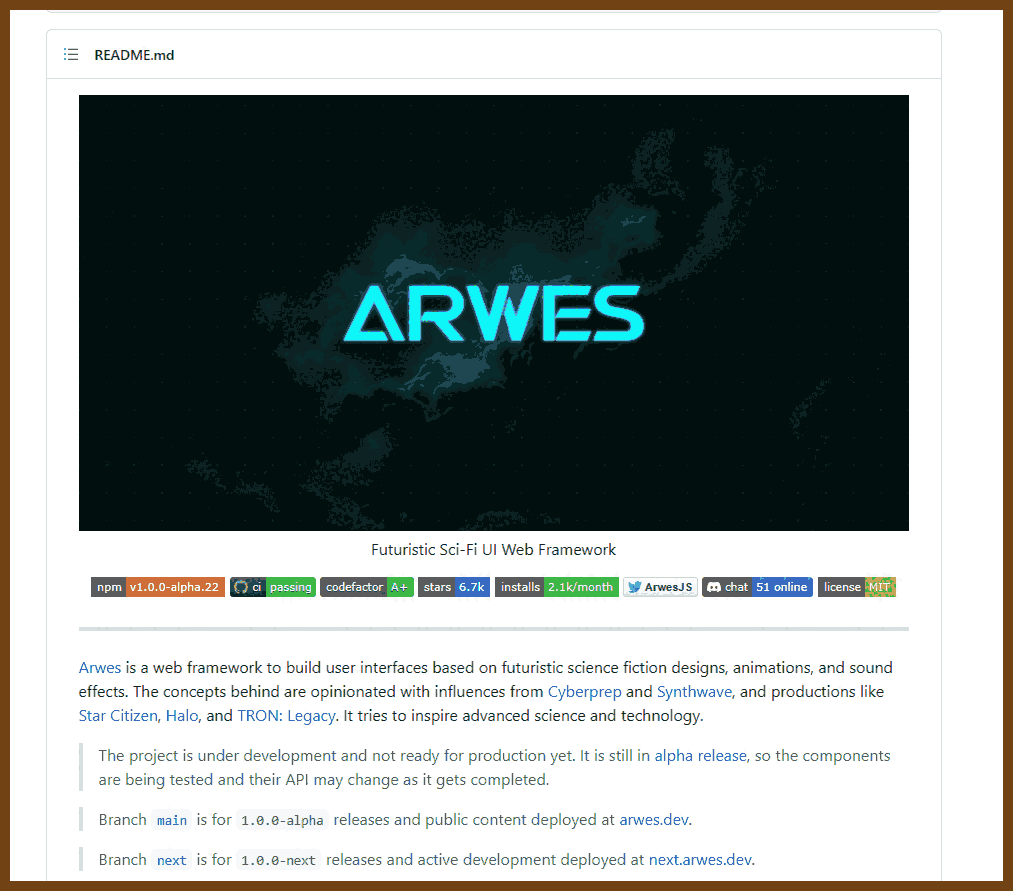 README.md
ARWES
Futuristic Sci-Fi UI Web Framework
npm v1.0.0-alpha.22 ci passing codefactor A+ stars 6.7k installs 2.1k/month ArwesJS chat 51 online license MIT
Arwes is a web framework to build user interfaces based on futuristic science fiction designs, animations, and sound
effects. The concepts behind are opinionated with influences from Cyberprep and Synthwave, and productions like
Star Citizen, Halo, and TRON: Legacy. It tries to inspire advanced science and technology.
The project is under development and not ready for production yet. It is still in alpha release, so the components
are being tested and their API may change as it gets completed.
Branch main is for 1.0.0-alpha releases and public content deployed at arwes.dev.
Branch next is for 1.0.0-next releases and active development deployed at next.arwes.dev.